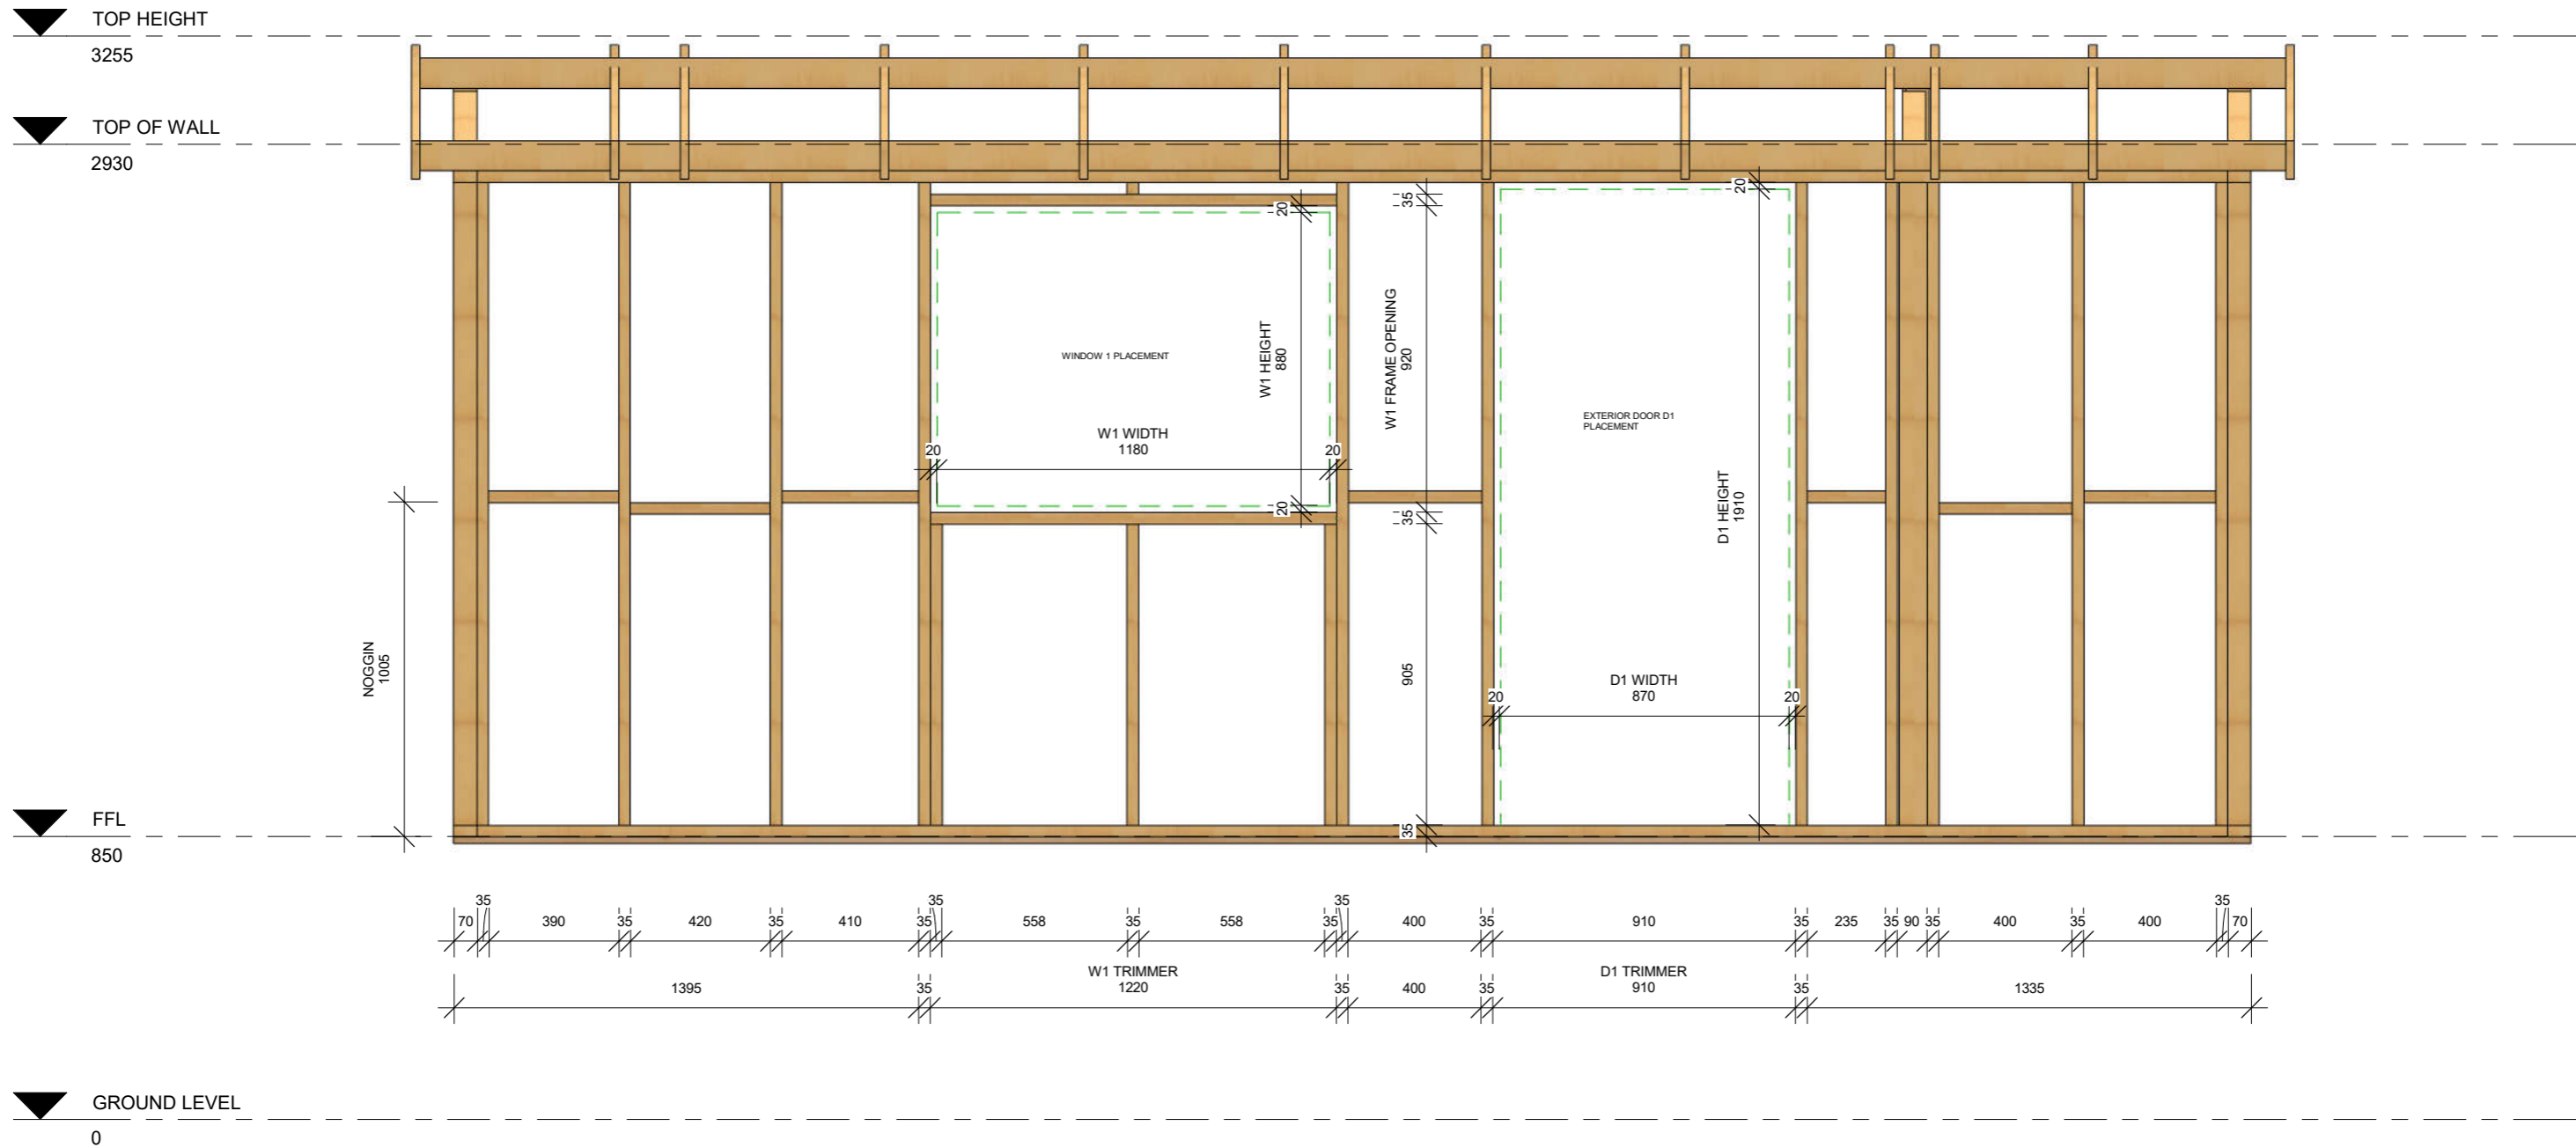 TOP HEIGHT
3255
TOP OF WALL
2930
20
35
20
WINDOW 1 PLACEMENT
W1 HEIGHT
880
W1 FRAME OPENING
920
EXTERIOR DOOR D1
PLACEMENT
W1 WIDTH
1180
20
20
D1 HEIGHT
1910
20
35
NOGGIN
1005
905
D1 WIDTH
870
20
20
35
FFL
850
70 35 390 35 420 35 410 35 35 558 35 558 35 35 400 35 910 35 235 35 90 35 400 35 400 35 70
W1 TRIMMER
D1 TRIMMER
1395 35 1220 35 400 35 910 35 1335
GROUND LEVEL
0